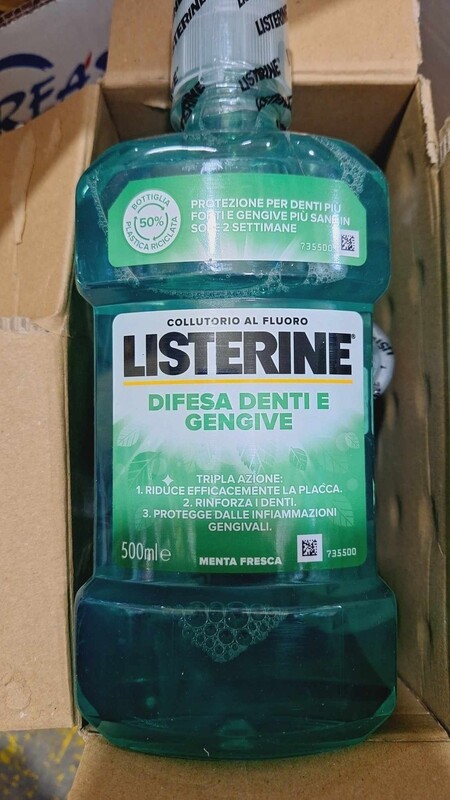 REA
LISTERINE
LISTERINE
BOTTIGLIA
50%
PLASTICA RICICLATA
PROTEZIONE PER DENTI PIÙ
FORTI E GENGIVE PIÙ SANE IN
SOLE 2 SETTIMANE
735500
COLLUTORIO AL FLUORO
LISTERINE®
DIFESA DENTI E
GENGIVE
TRIPLA AZIONE:
1. RIDUCE EFFICACEMENTE LA PLACCA.
2. RINFORZA I DENTI.
3. PROTEGGE DALLE INFIAMMAZIONI
GENGIVALI.
500ml e
MENTA FRESCA
735500